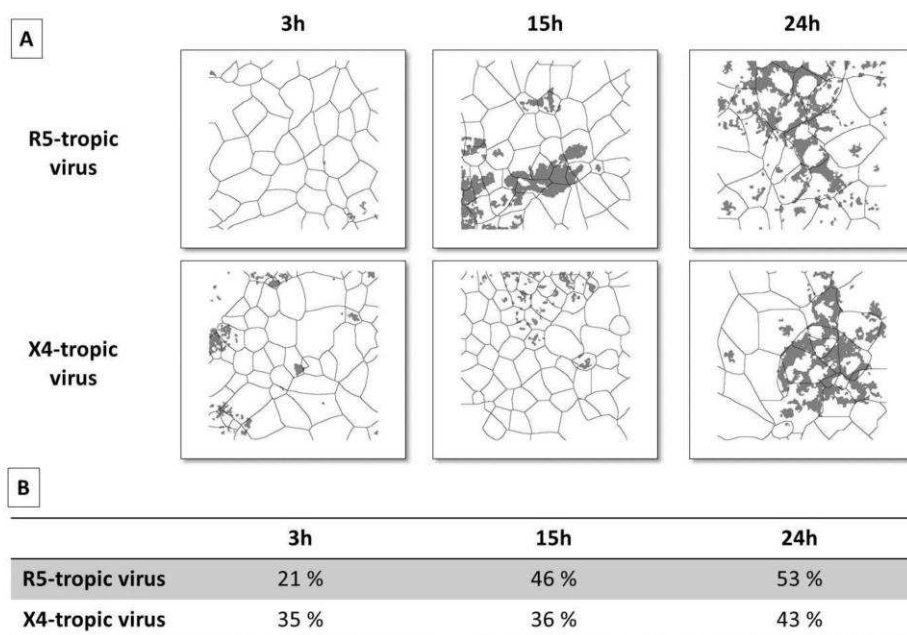 3h 15h 24h
A
R5-tropic
virus
X4-tropic
virus
B
3h 15h 24h
R5-tropic virus 21 % 46 % 53 %
X4-tropic virus 35 % 36 % 43 %